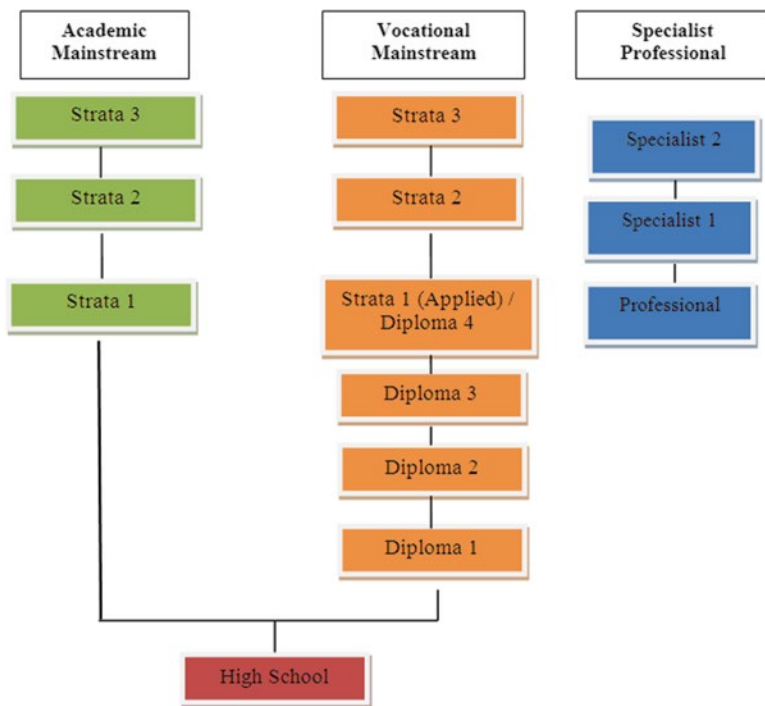 Academic
Mainstream
Strata 3
Strata 2
Strata 1
Vocational
Mainstream
Strata 3
Strata 2
Strata 1 (Applied) /
Diploma 4
Diploma 3
Diploma 2
Diploma 1
Specialist
Professional
Specialist 2
Specialist 1
Professional
High School